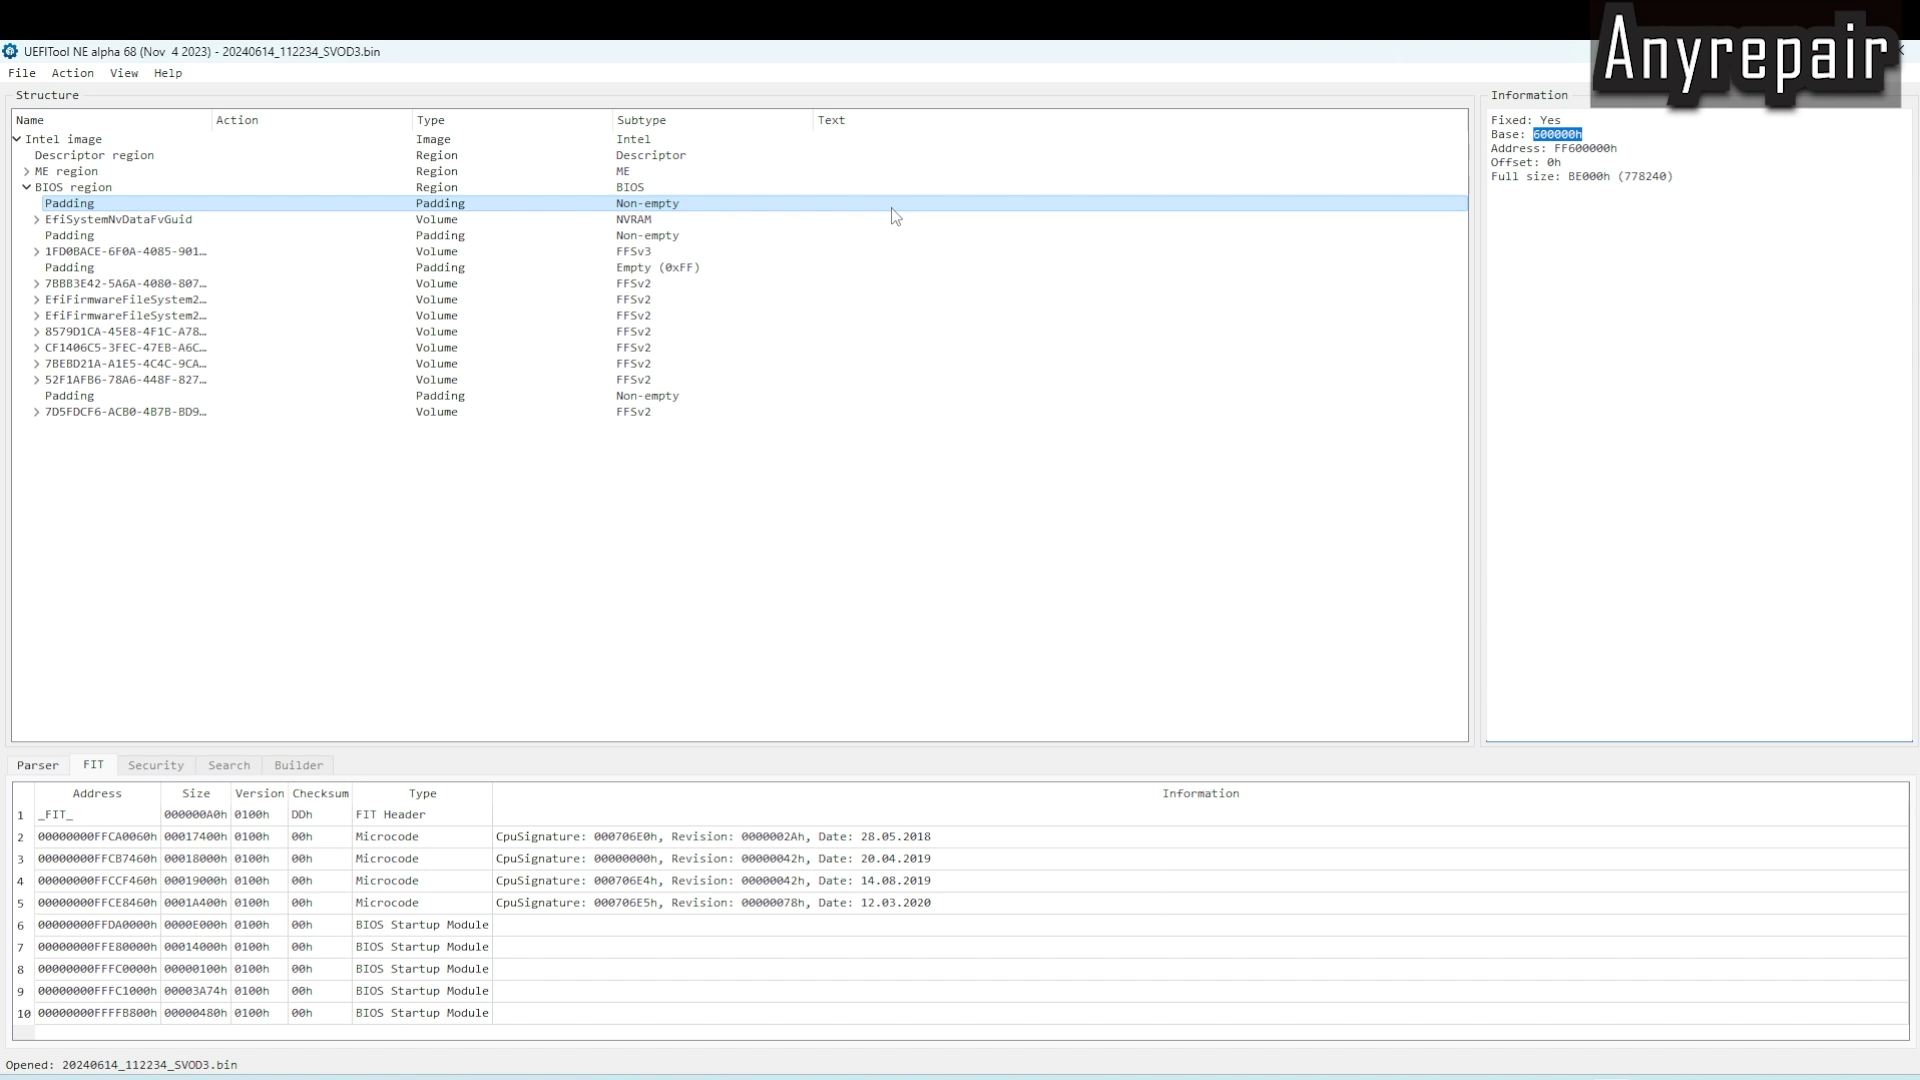 Anyrepair
UEFITool NE alpha 68 (Nov 4 2023) - 20240614_112234_SVOD3.bin
File Action View Help
Structure
Name Action Type Subtype Text
Intel image Image Intel
Descriptor region Region Descriptor
ME region Region ME
BIOS region Region BIOS
Padding Padding Non-empty
EfiSystemNvDataFvGuid Volume NVRAM
Padding Padding Non-empty
1FD0BACE-6F0A-4085-901… Volume FFSv3
Padding Padding Empty (0xFF)
7BBB3E42-5A6A-4080-807… Volume FFSv2
EfiFirmwareFileSystem2… Volume FFSv2
EfiFirmwareFileSystem2… Volume FFSv2
8579D1CA-45E8-4F1C-A78… Volume FFSv2
CF1406C5-3FEC-47EB-A6C… Volume FFSv2
7BEBD21A-A1E5-4C4C-9CA… Volume FFSv2
52F1AFB6-78A6-448F-827… Volume FFSv2
Padding Padding Non-empty
7D5FDCF6-ACB0-4B7B-BD9… Volume FFSv2
Information
Fixed: Yes
Base: 600000h
Address: FF600000h
Offset: 0h
Full size: BE000h (778240)
Parser FIT Security Search Builder
Address Size Version Checksum Type Information
1 _FIT_ 000000A0h 0100h DDh FIT Header
2 00000000FFCA0060h 00017400h 0100h 00h Microcode CpuSignature: 000706E0h, Revision: 0000002Ah, Date: 28.05.2018
3 00000000FFCB7460h 00018000h 0100h 00h Microcode CpuSignature: 00000000h, Revision: 00000042h, Date: 20.04.2019
4 00000000FFCCF460h 00019000h 0100h 00h Microcode CpuSignature: 000706E4h, Revision: 00000042h, Date: 14.08.2019
5 00000000FFCE8460h 0001A400h 0100h 00h Microcode CpuSignature: 000706E5h, Revision: 00000078h, Date: 12.03.2020
6 00000000FFDA0000h 0000E000h 0100h 00h BIOS Startup Module
7 00000000FFE80000h 00014000h 0100h 00h BIOS Startup Module
8 00000000FFFC0000h 00000100h 0100h 00h BIOS Startup Module
9 00000000FFFC1000h 00003A74h 0100h 00h BIOS Startup Module
10 00000000FFFFB800h 00000480h 0100h 00h BIOS Startup Module
Opened: 20240614_112234_SVOD3.bin